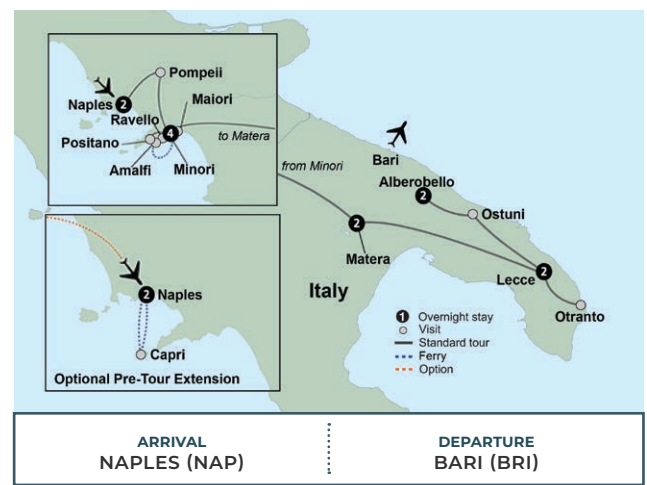 Pompeii
Naples
2
Maiori
Ravello
4
Positano
to Matera
Amalfi
Minori
from Minori
Bari
Alberobello
2
Ostuni
2
Matera
Lecce
2
Otranto
Italy
2
Naples
Capri
Optional Pre-Tour Extension
1 Overnight stay
Visit
Standard tour
Ferry
Option
ARRIVAL
NAPLES (NAP)
DEPARTURE
BARI (BRI)